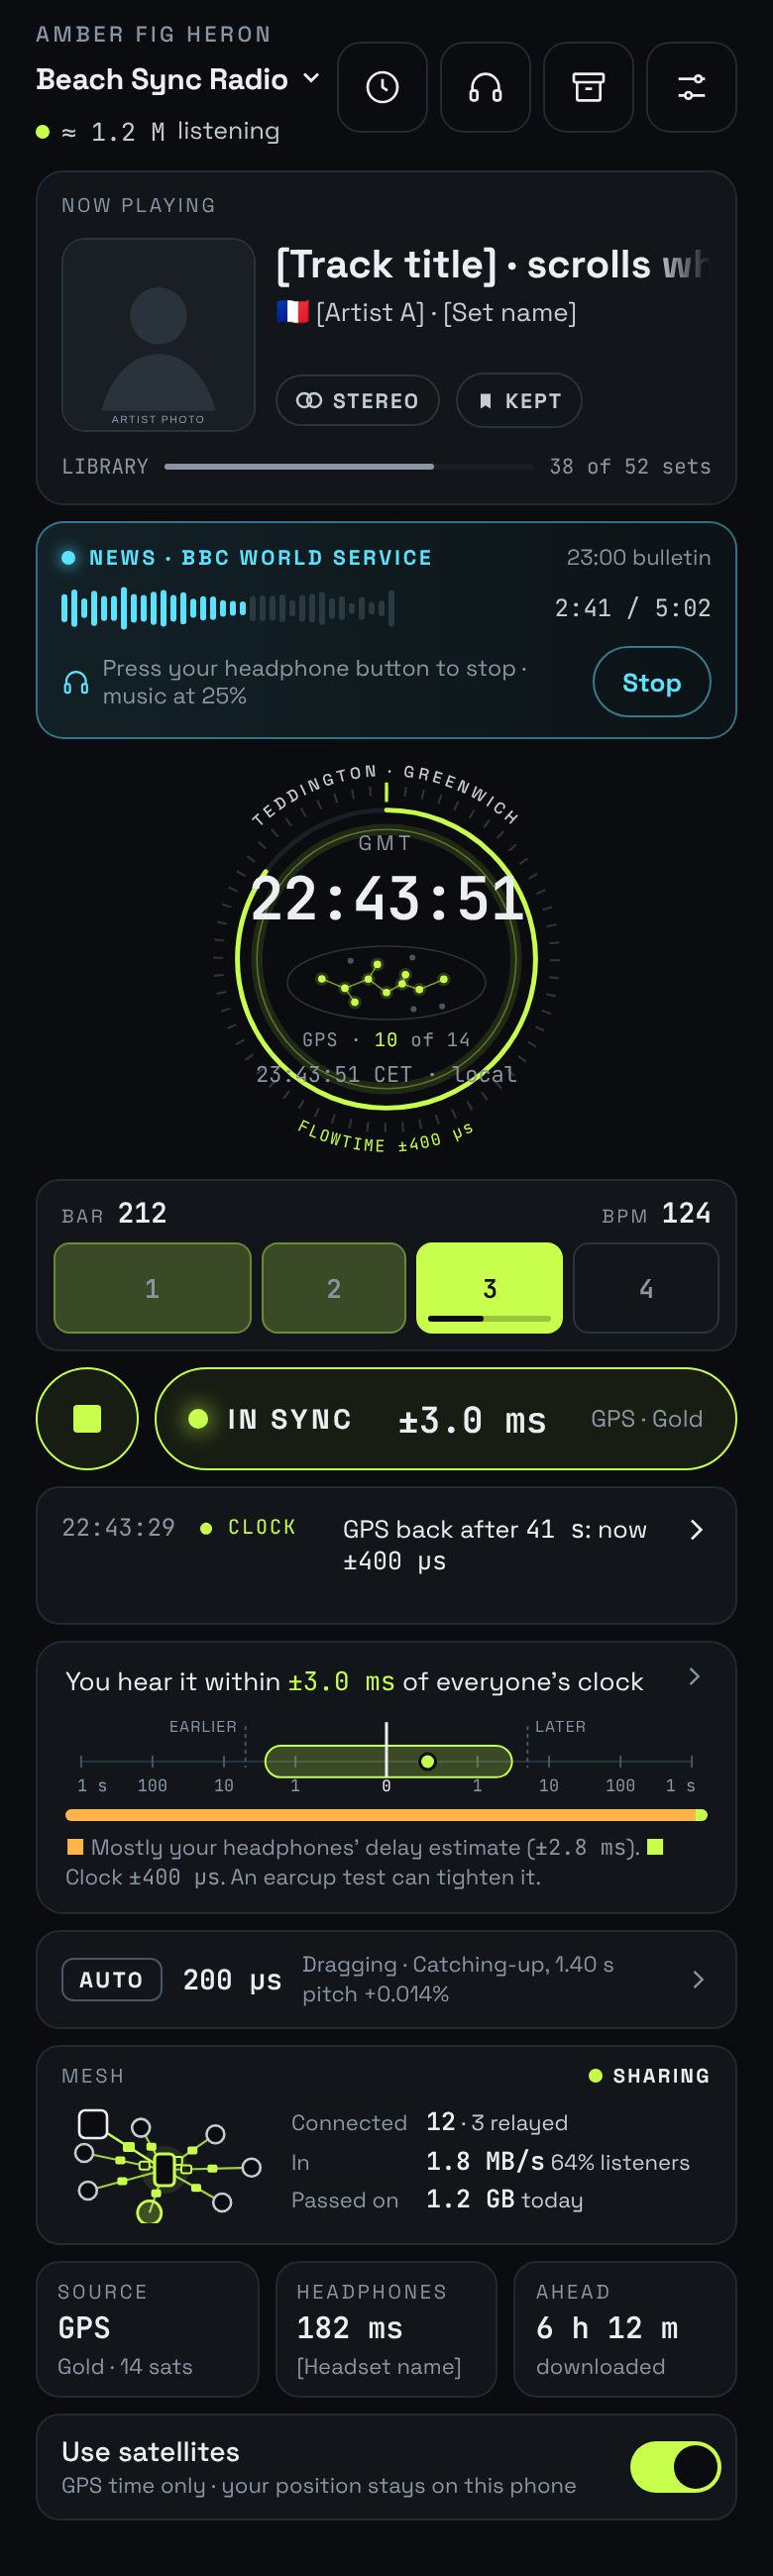 AMBER FIG HERON
Beach Sync Radio
≈ 1.2 M listening
NOW PLAYING
[Track title] · scrolls wh
[Artist A] · [Set name]
ARTIST PHOTO
STEREO KEPT
LIBRARY 38 of 52 sets
NEWS · BBC WORLD SERVICE 23:00 bulletin
2:41 / 5:02
Press your headphone button to stop ·
music at 25%
Stop
TEDDINGTON · GREENWICH
GMT
22:43:51
GPS · 10 of 14
23:43:51 CET · local
FLOWTIME ±400 µs
BAR 212 BPM 124
1 2 3 4
IN SYNC ±3.0 ms GPS · Gold
22:43:29 CLOCK GPS back after 41 s: now
±400 µs
You hear it within ±3.0 ms of everyone's clock
EARLIER LATER
1 s 100 10 1 0 1 10 100 1 s
Mostly your headphones' delay estimate (±2.8 ms).
Clock ±400 µs. An earcup test can tighten it.
AUTO 200 µs Dragging · Catching-up, 1.40 s
pitch +0.014%
MESH SHARING
Connected 12 · 3 relayed
In 1.8 MB/s 64% listeners
Passed on 1.2 GB today
SOURCE HEADPHONES AHEAD
GPS 182 ms 6 h 12 m
Gold · 14 sats [Headset name] downloaded
Use satellites
GPS time only · your position stays on this phone